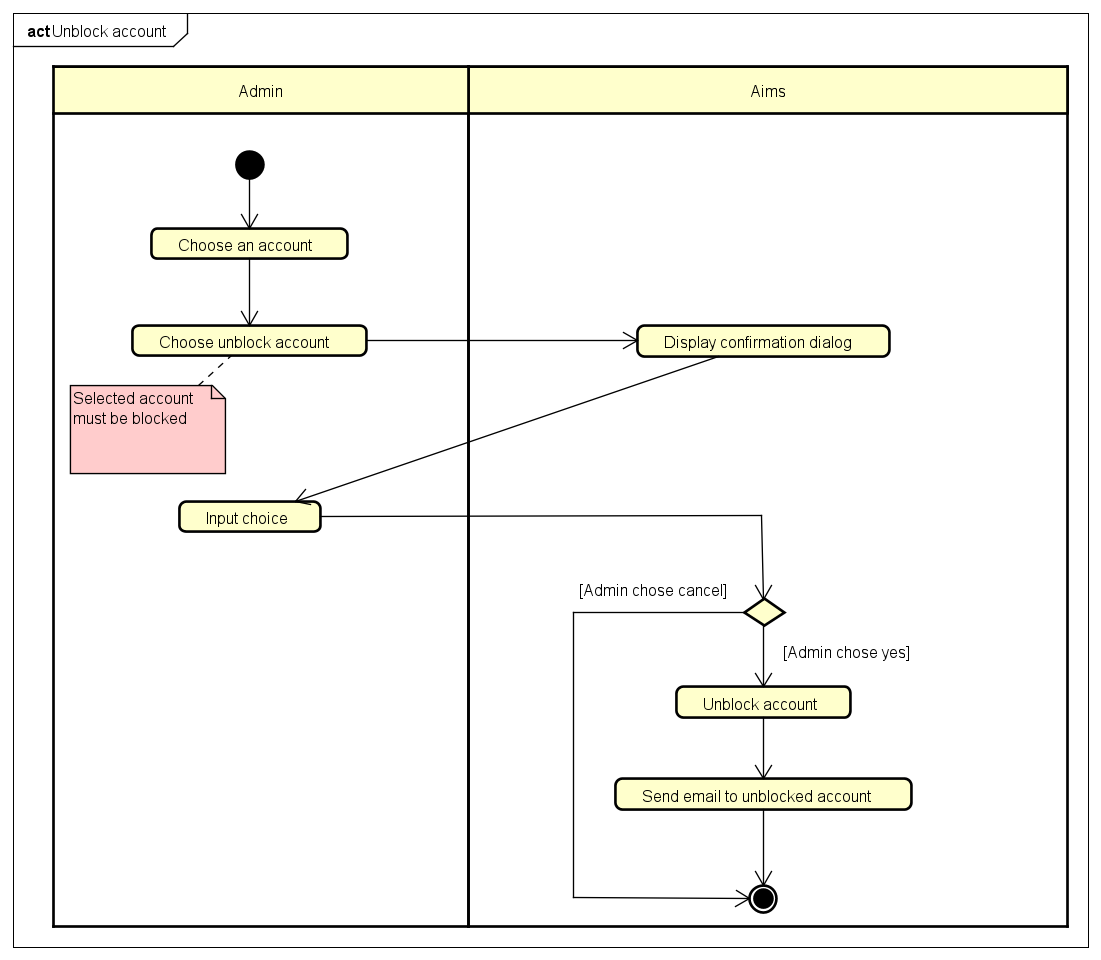 act Unblock account
Admin
Aims
Choose an account
Choose unblock account
Display confirmation dialog
Selected account
must be blocked
Input choice
[Admin chose cancel]
[Admin chose yes]
Unblock account
Send email to unblocked account